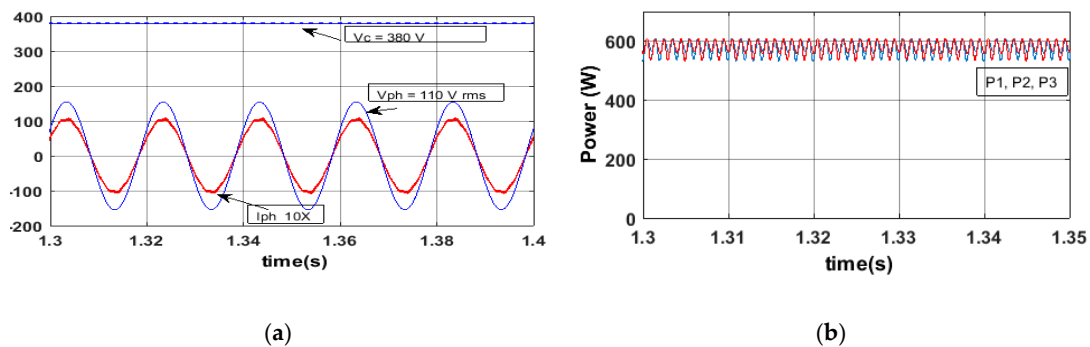 400
300
200
100
0
-100
-200
Vc = 380 V
Vph = 110 V rms
Iph 10X
1.3
1.32
1.34
1.36
1.38
1.4
time(s)
(a)
Power (W)
600
400
200
0
P1, P2, P3
1.3
1.31
1.32
1.33
1.34
1.35
time(s)
(b)